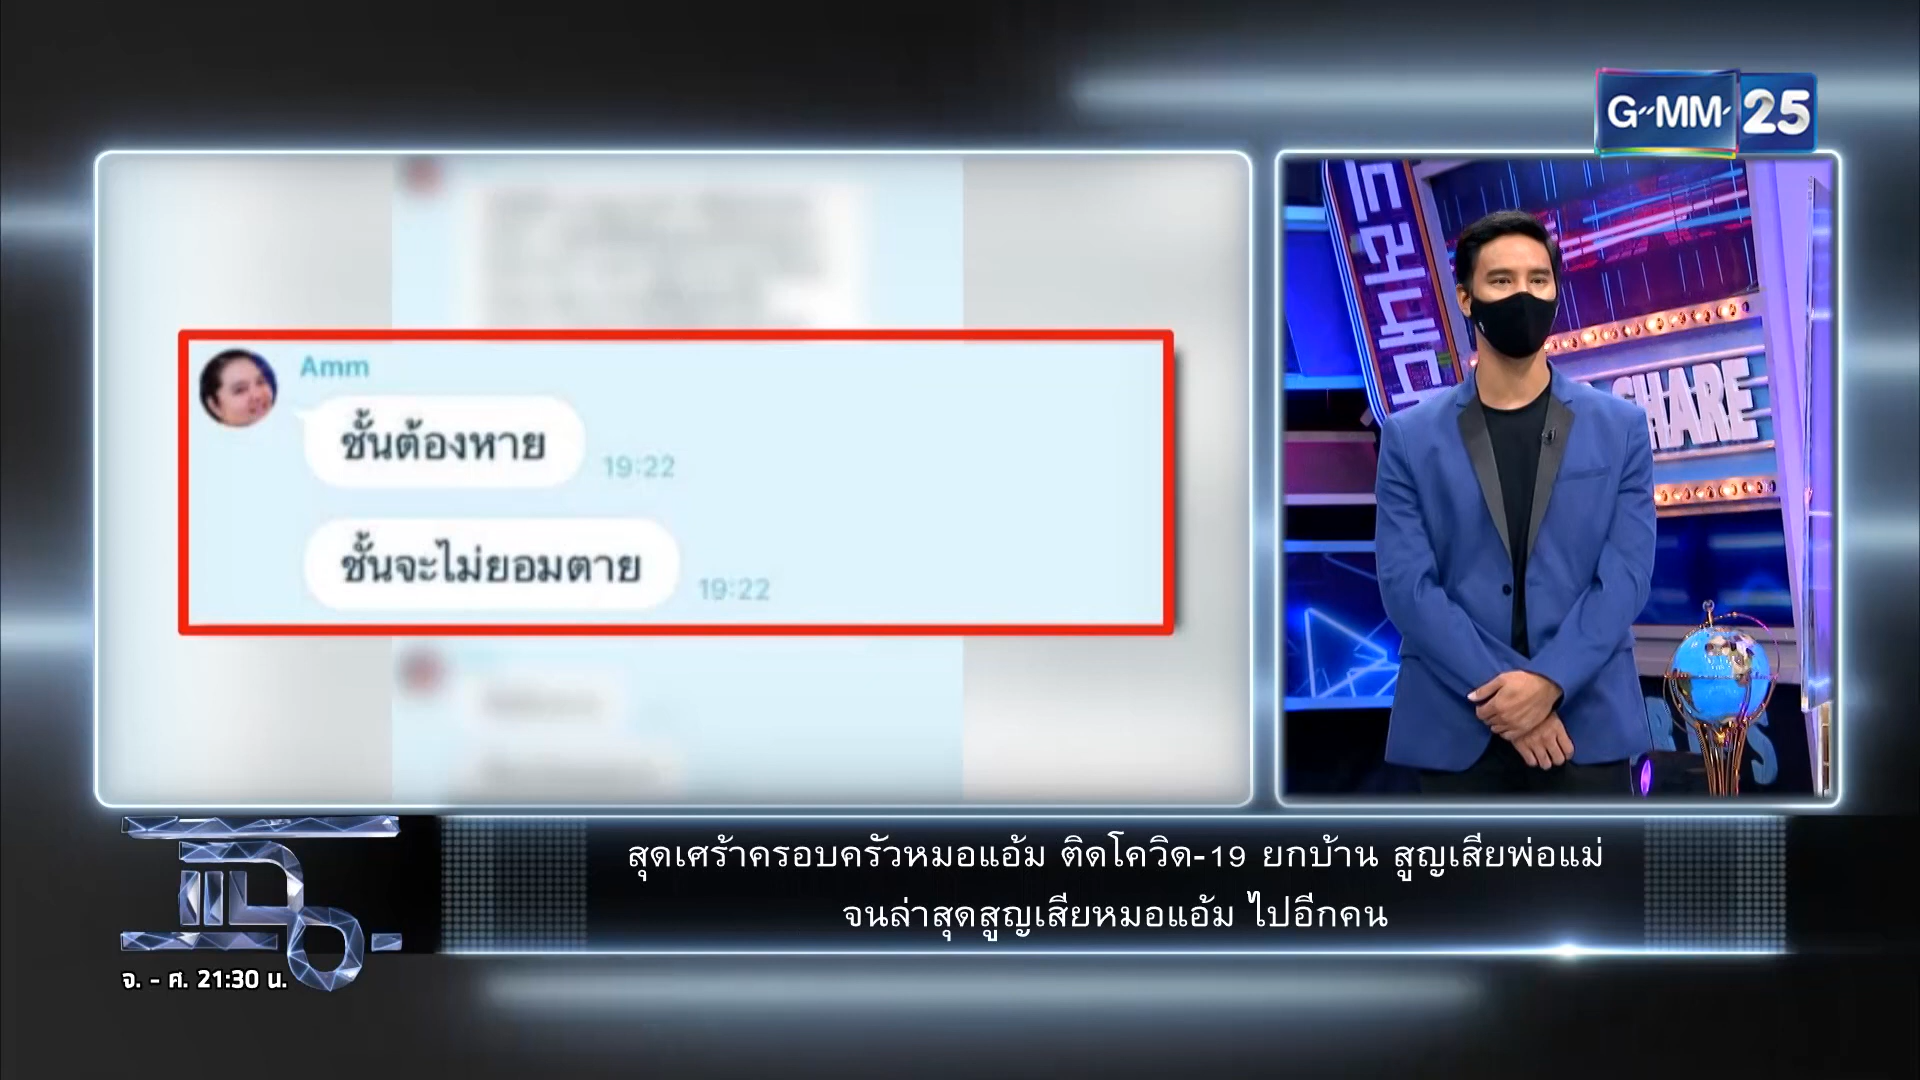 GMM 25
Amm
ชั้นต้องหาย
19:22
ชั้นจะไม่ยอมตาย
19:22
SHARE
แฉ
จ. - ศ. 21:30 น.
สุดเศร้าครอบครัวหมอแอ้ม ติดโควิด-19 ยกบ้าน สูญเสียพ่อแม่
จนล่าสุดสูญเสียหมอแอ้ม ไปอีกคน